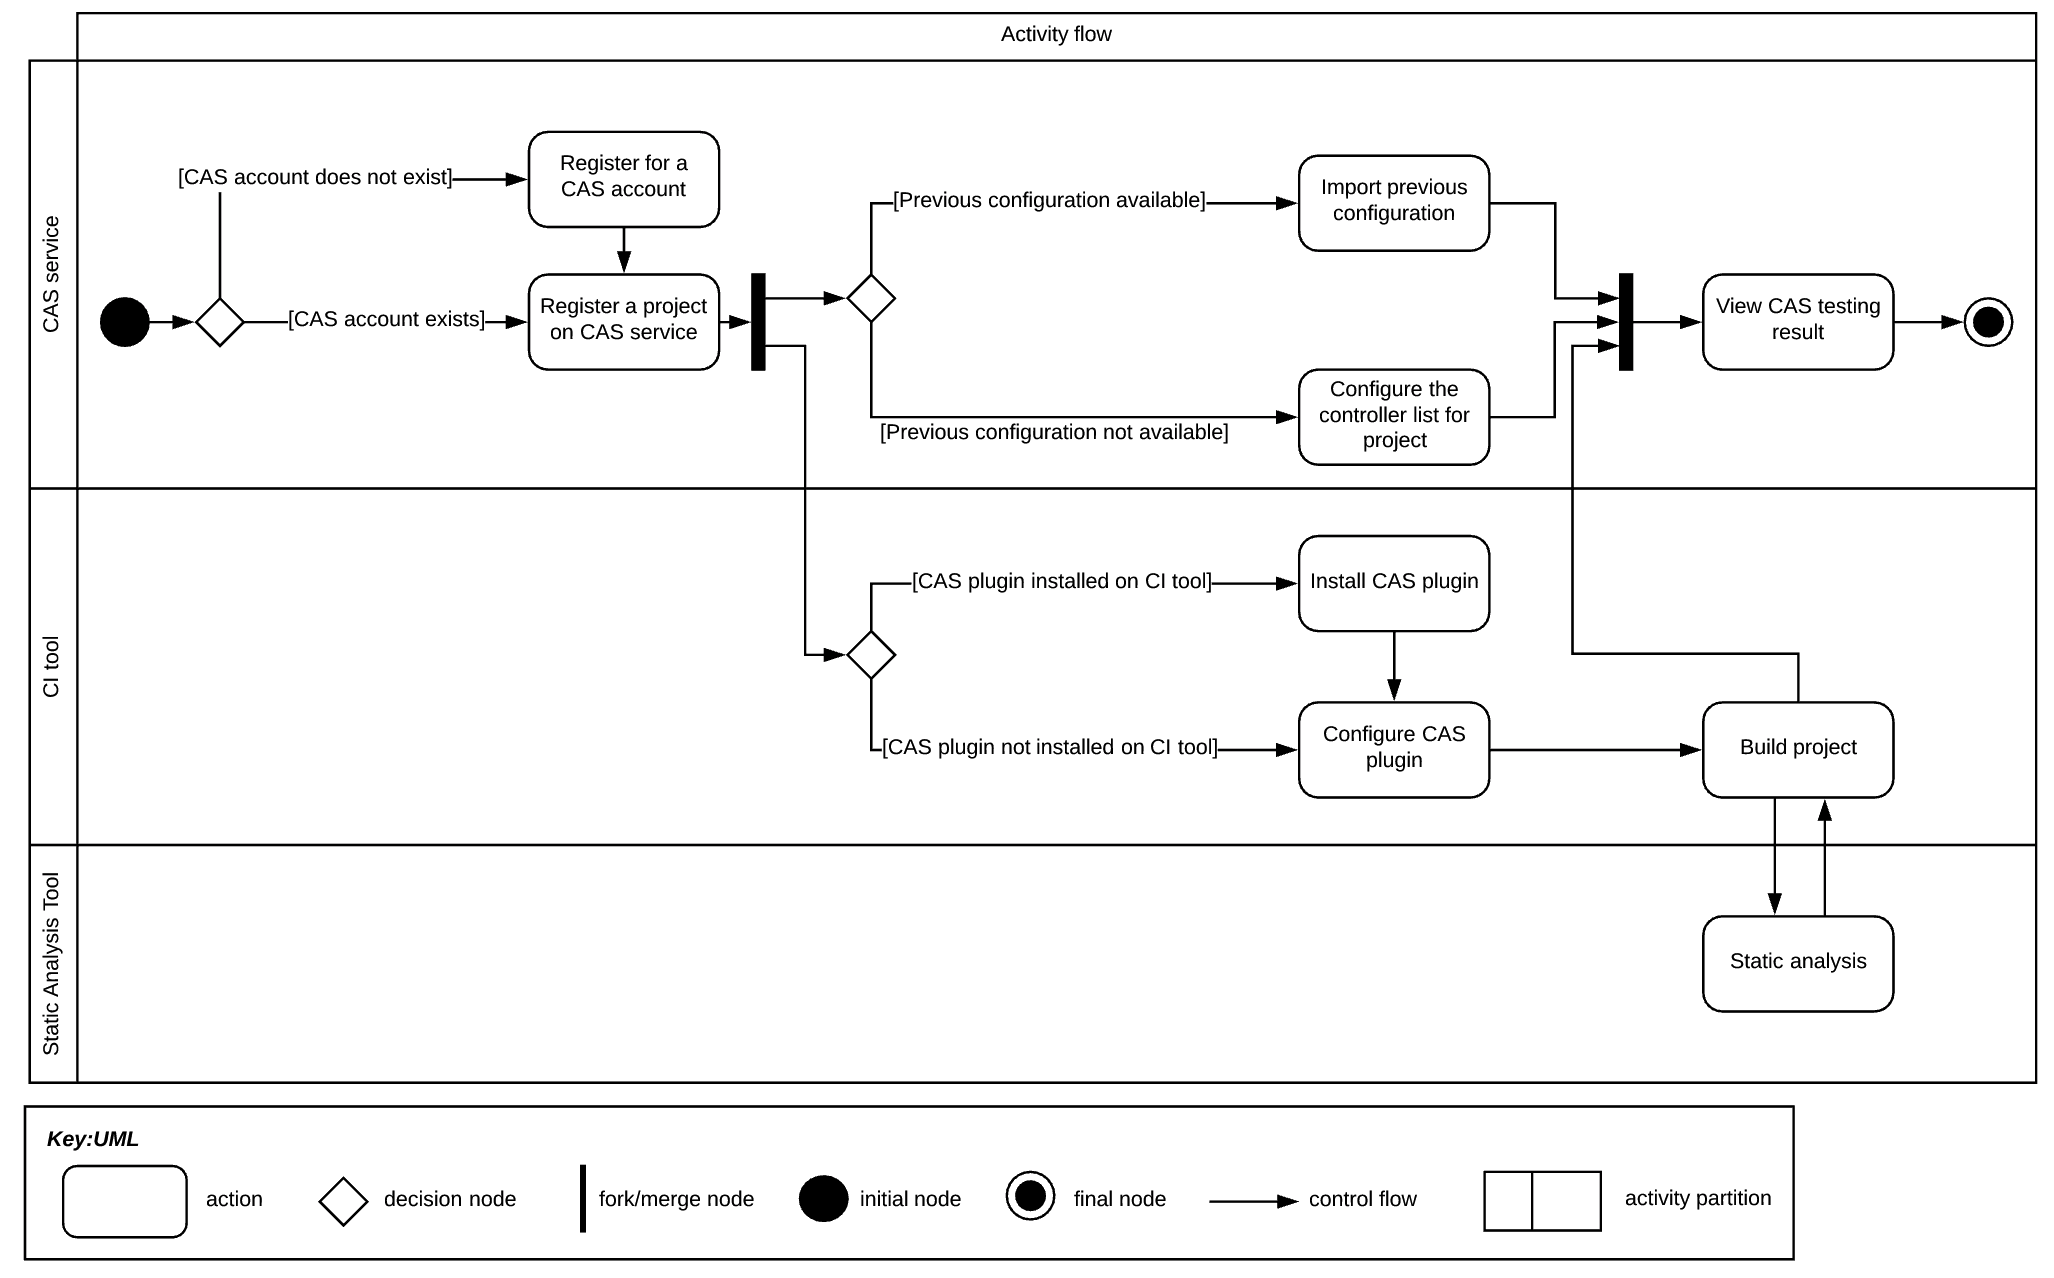 Activity flow
CAS service
[CAS account does not exist]
Register for a
CAS account
[CAS account exists]
Register a project
on CAS service
[Previous configuration available]
Import previous
configuration
[Previous configuration not available]
Configure the
controller list for
project
View CAS testing
result
CI tool
[CAS plugin installed on CI tool]
Install CAS plugin
[CAS plugin not installed on CI tool]
Configure CAS
plugin
Build project
Static Analysis Tool
Static analysis
Key:UML
action
decision node
fork/merge node
initial node
final node
control flow
activity partition